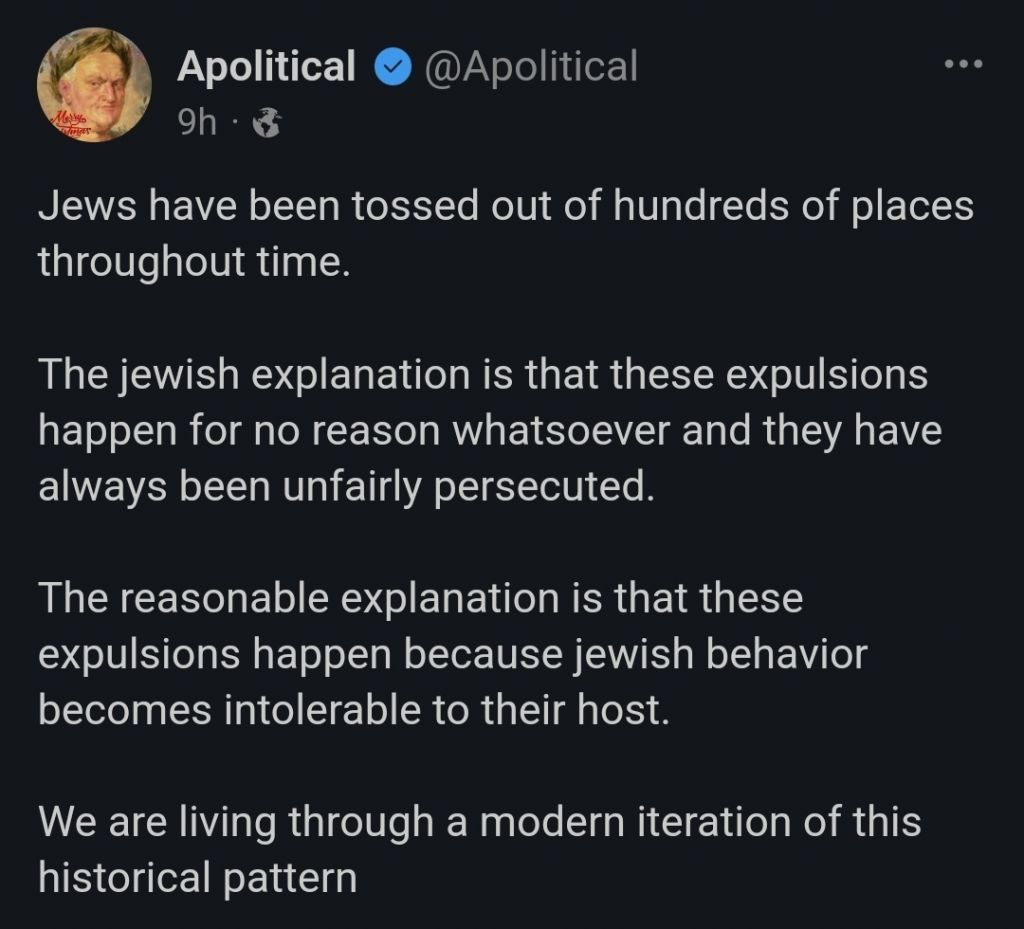 Apolitical @Apolitical
9h ·
Merry
Jews have been tossed out of hundreds of places
throughout time.
The jewish explanation is that these expulsions
happen for no reason whatsoever and they have
always been unfairly persecuted.
The reasonable explanation is that these
expulsions happen because jewish behavior
becomes intolerable to their host.
We are living through a modern iteration of this
historical pattern